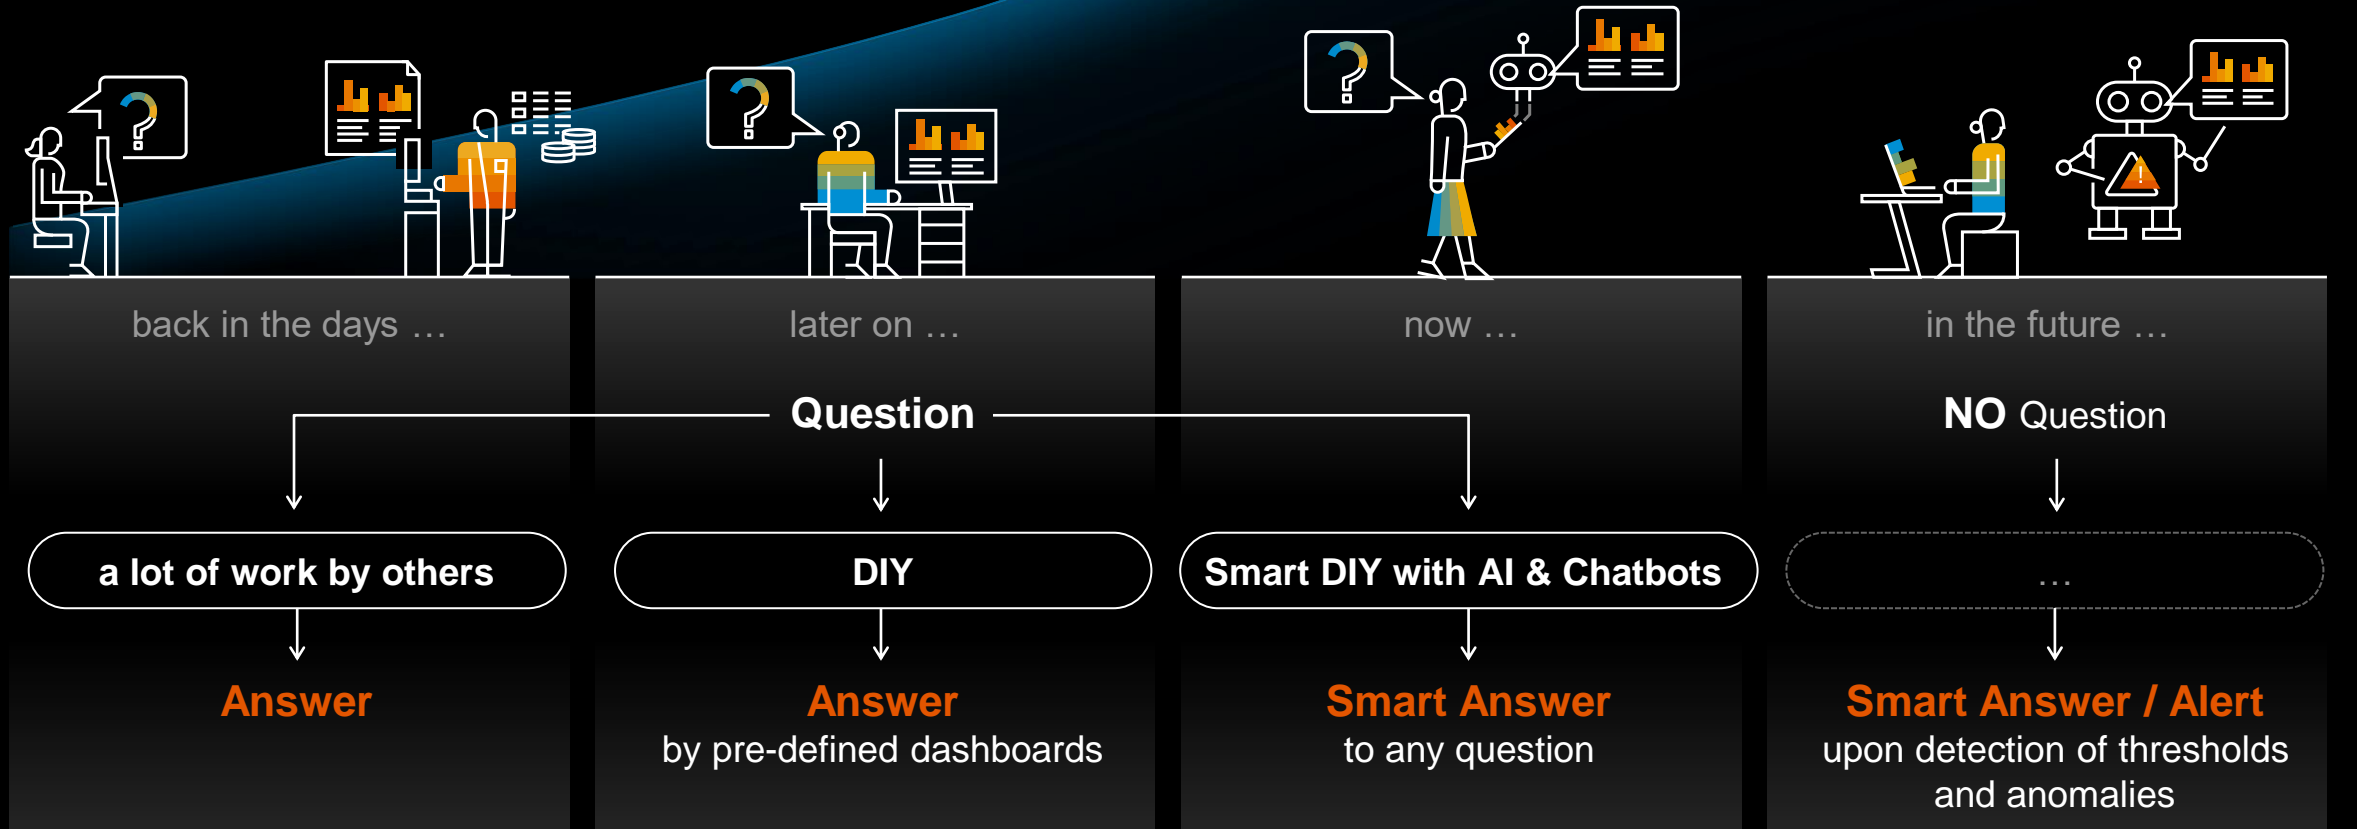 back in the days …
later on …
now …
in the future …
Question
NO Question
a lot of work by others
DIY
Smart DIY with AI & Chatbots
…
Answer
Answer
by pre-defined dashboards
Smart Answer
to any question
Smart Answer / Alert
upon detection of thresholds
and anomalies